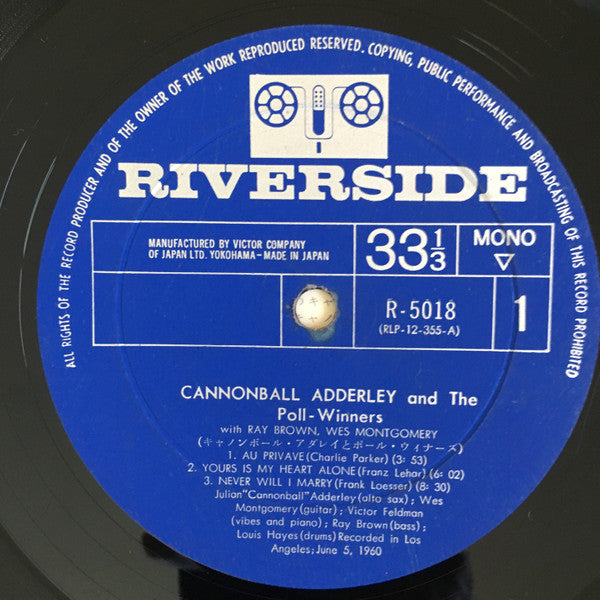 ALL RIGHTS OF THE RECORD PRODUCER AND OF THE OWNER OF THE WORK REPRODUCED RESERVED. COPYING, PUBLIC PERFORMANCE AND BROADCASTING OF THIS RECORD PROHIBITED
RIVERSIDE
MANUFACTURED BY VICTOR COMPANY
OF JAPAN LTD. YOKOHAMA-MADE IN JAPAN
33 1/3
MONO
▽
R-5018
(RLP-12-355-A)
1
CANNONBALL ADDERLEY and The
Poll-Winners
with RAY BROWN, WES MONTGOMERY
(キャノンボール・アダレイとポール・ウィナーズ)
1. AU PRIVAVE (Charlie Parker) (3: 53)
2. YOURS IS MY HEART ALONE (Franz Lehar) (6: 02)
3. NEVER WILL I MARRY (Frank Loesser) (8: 30)
Julian"Cannonball"Adderley (alto sax) ; Wes
Montgomery (guitar) ; Victor Feldman
(vibes and piano) ; Ray Brown (bass) ;
Louis Hayes (drums) Recorded in Los
Angeles; June 5, 1960